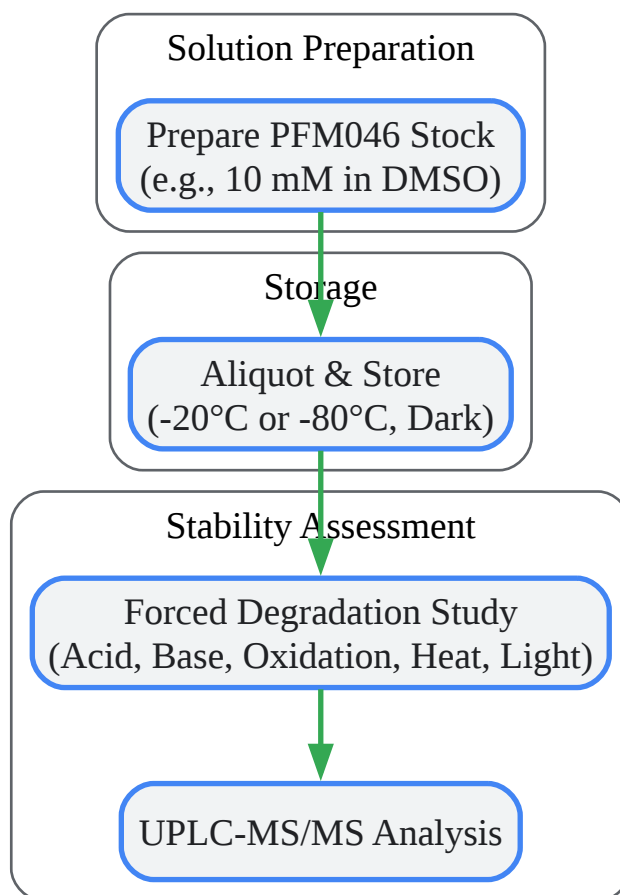 Solution Preparation
Prepare PFM046 Stock
(e.g., 10 mM in DMSO)
Storage
Aliquot & Store
(-20°C or -80°C, Dark)
Stability Assessment
Forced Degradation Study
(Acid, Base, Oxidation, Heat, Light)
UPLC-MS/MS Analysis